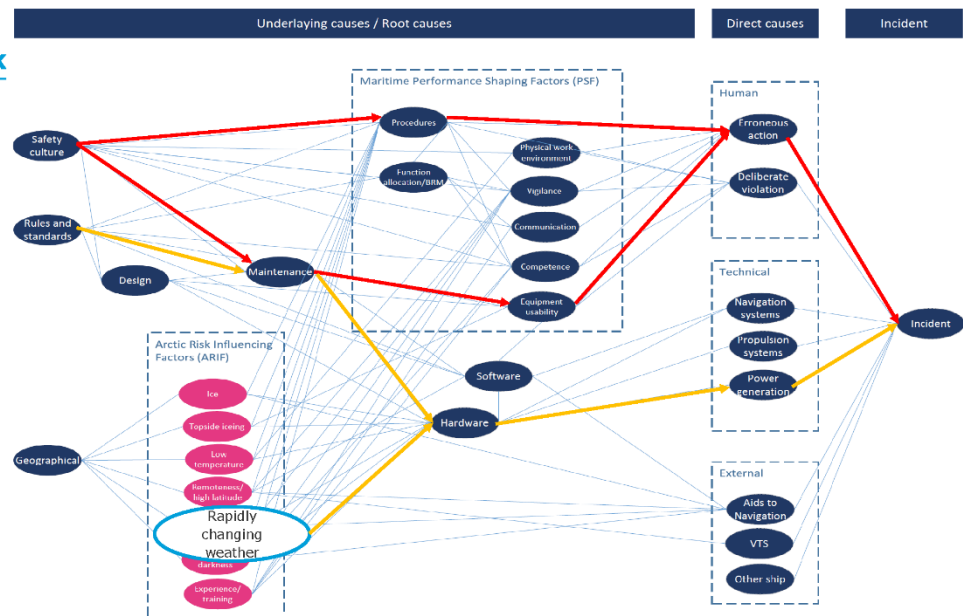 Underlaying causes / Root causes
Direct causes
Incident
k
Maritime Performance Shaping Factors (PSF)
Human
Procedures
Erroneous
action
Safety
culture
Physical work
environment
Function
allocation/BRM
Vigilance
Deliberate
violation
Rules and
standards
Communication
Maintenance
Competence
Design
Technical
Equipment
usability
Navigation
systems
Incident
Arctic Risk Influencing
Factors (ARIF)
Propulsion
systems
Software
Power
generation
Ice
Hardware
Topside iceing
Geographical
Low
temperature
External
Remoteness/
high latitude
Aids to
Navigation
Rapidly
changing
weather
VTS
darkness
Other ship
Experience/
training